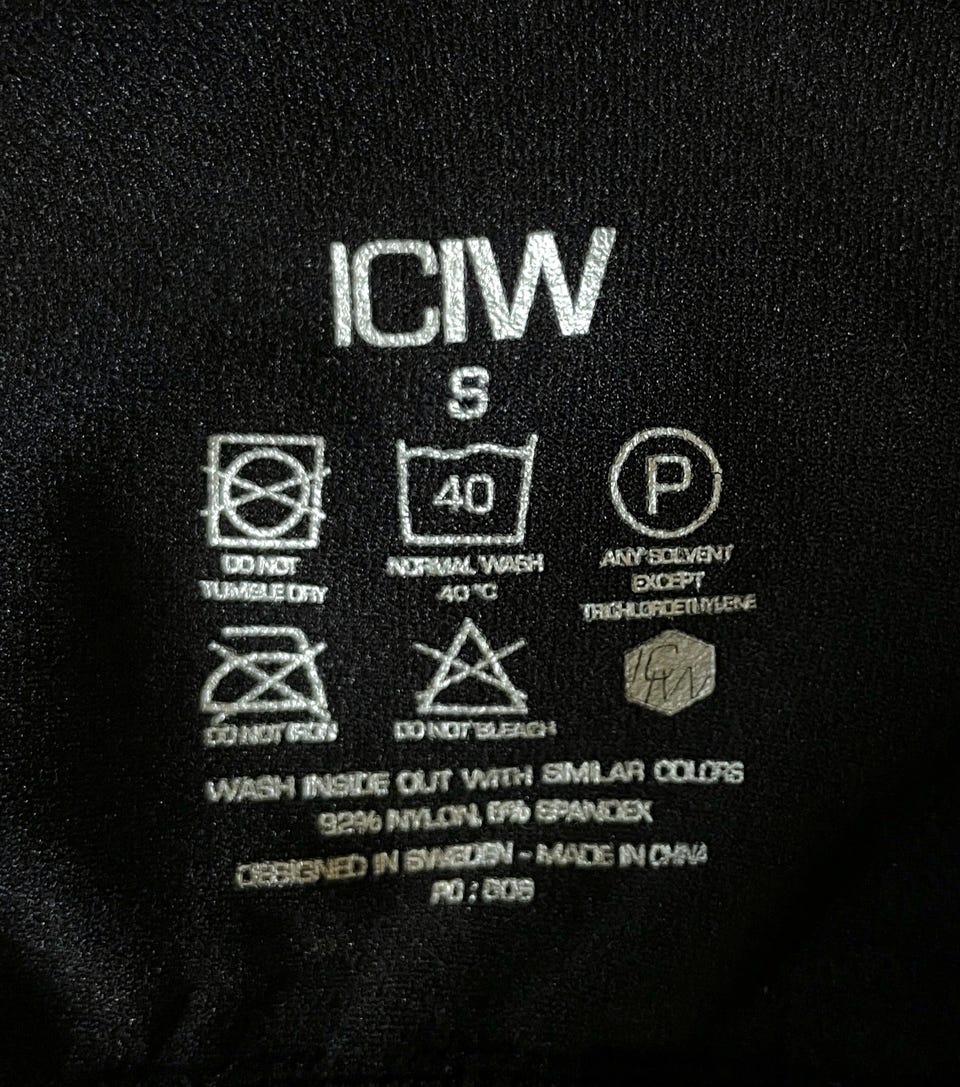 ICIW
S
40
P
DO NOT
TUMBLE DRY
NORMAL WASH
40°C
ANY SOLVENT
EXCEPT
TRICHLOROETHYLENE
DO NOT IRON
DO NOT BLEACH
ICIW
WASH INSIDE OUT WITH SIMILAR COLORS
92% NYLON, SPANDEX
DESIGNED IN SWEDEN - MADE IN CHINA